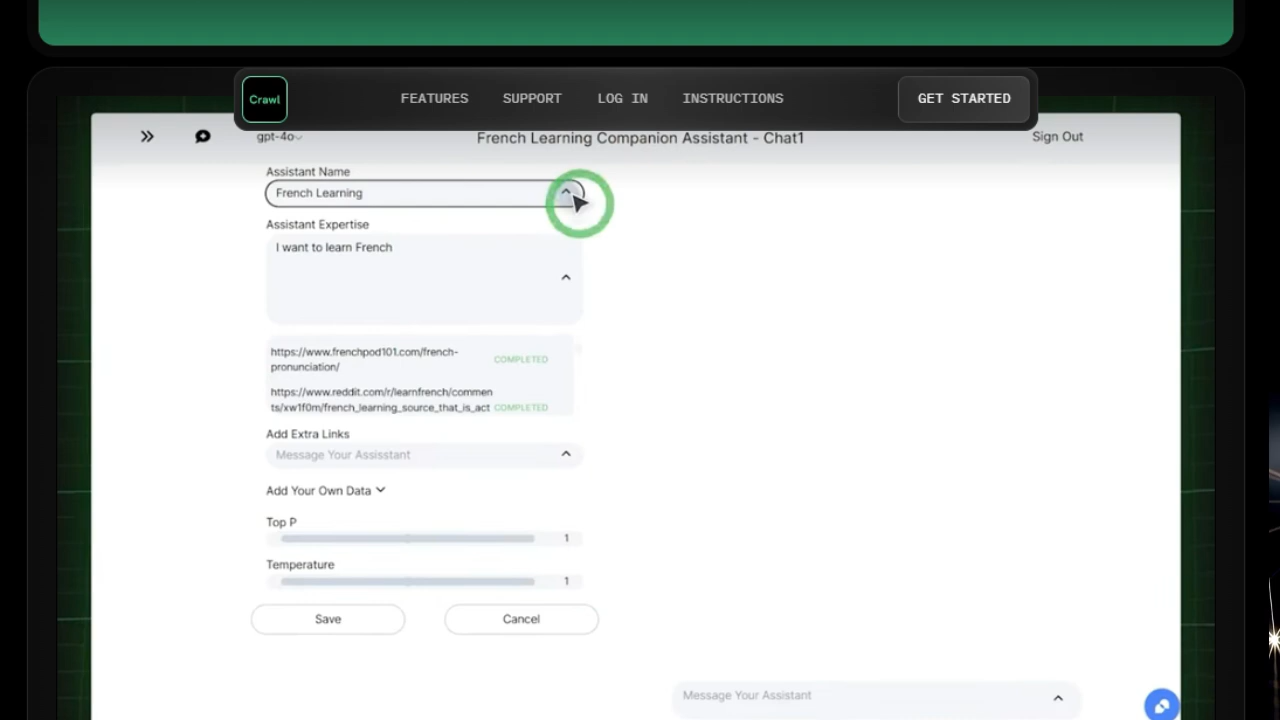 Crawl
FEATURES
SUPPORT
LOG IN
INSTRUCTIONS
GET STARTED
gpt-4o
French Learning Companion Assistant - Chat1
Sign Out
Assistant Name
French Learning
Assistant Expertise
I want to learn French
https://www.frenchpod101.com/french-
pronunciation/
COMPLETED
https://www.reddit.com/r/learnfrench/commen
ts/xw1f0m/french_learning_source_that_is_act
COMPLETED
Add Extra Links
Message Your Assisstant
Add Your Own Data
Top P
1
Temperature
1
Save
Cancel
Message Your Assistant